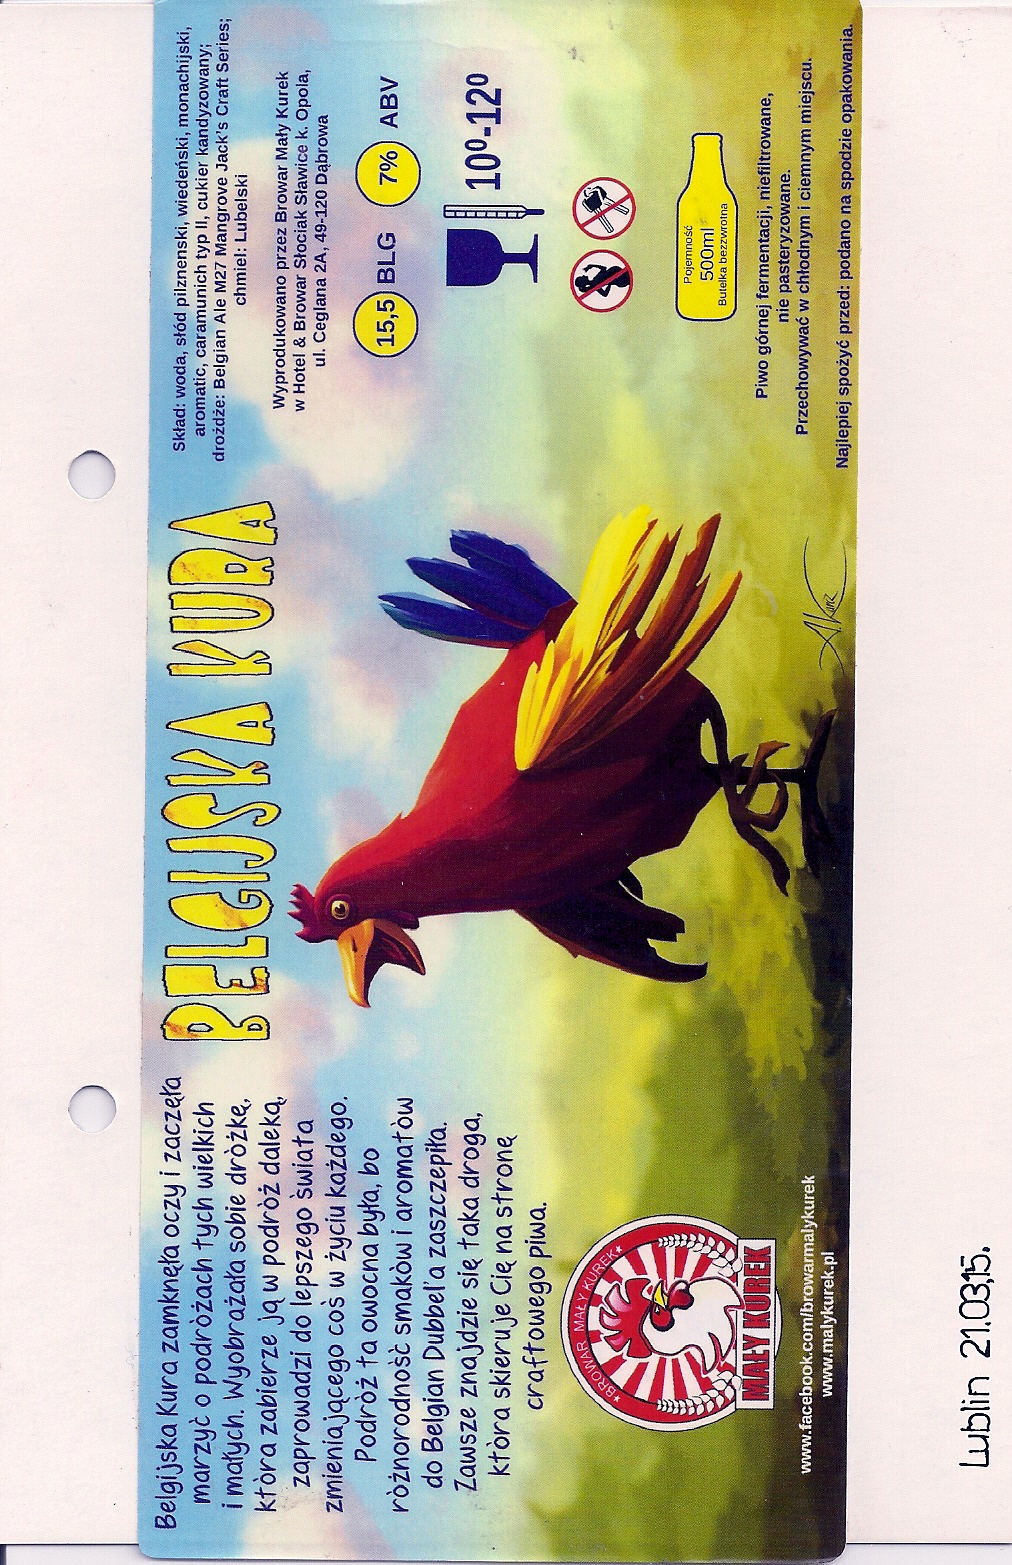 Belgijska Kura zamknęła oczy i zaczęła
marzyć o podróżach tych wielkich
i małych. Wyobrażała sobie dróżkę,
która zabierze ją w podróż daleką,
zaprowadzi do lepszego świata
zmieniającego coś w życiu każdego.
Podróż ta owocna była, bo
różnorodność smaków i aromatów
do Belgian Dubbel'a zaszczepiła.
Zawsze znajdzie się taka droga,
która skieruje Cię na stronę
craftowego piwa.
★BROWAR MAŁY KUREK★
MAŁY KUREK
www.facebook.com/browarmalykurek
www.malykurek.pl
BELGIJSKA KURA
Skład: woda, słód pilznenski, wiedeński, monachijski,
aromatic, caramunich typ II, cukier kandyzowany;
drożdże: Belgian Ale M27 Mangrove Jack's Craft Series;
chmiel: Lubelski
Wyprodukowano przez Browar Mały Kurek
w Hotel & Browar Słociak Sławice k. Opola,
ul. Ceglana 2A, 49-120 Dąbrowa
15,5 BLG 7% ABV
10º-12º
Pojemność
500ml
Butelka bezzwrotna
Piwo górnej fermentacji, niefiltrowane,
nie pasteryzowane.
Przechowywać w chłodnym i ciemnym miejscu.
Najlepiej spożyć przed: podano na spodzie opakowania.
Lublin 21.03.15.